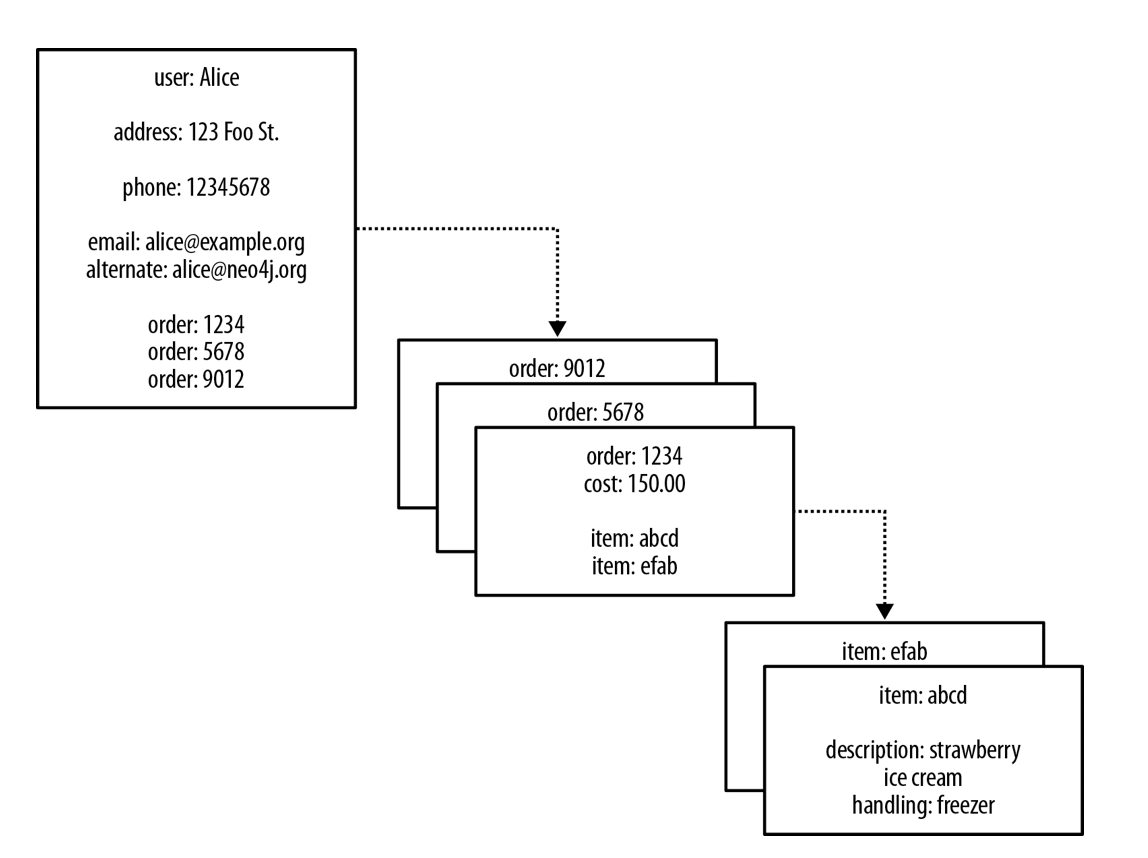 user: Alice
address: 123 Foo St.
phone: 12345678
email: alice@example.org
alternate: alice@neo4j.org
order: 1234
order: 5678
order: 9012
order: 9012
order: 5678
order: 1234
cost: 150.00
item: abcd
item: efab
item: efab
item: abcd
description: strawberry
ice cream
handling: freezer